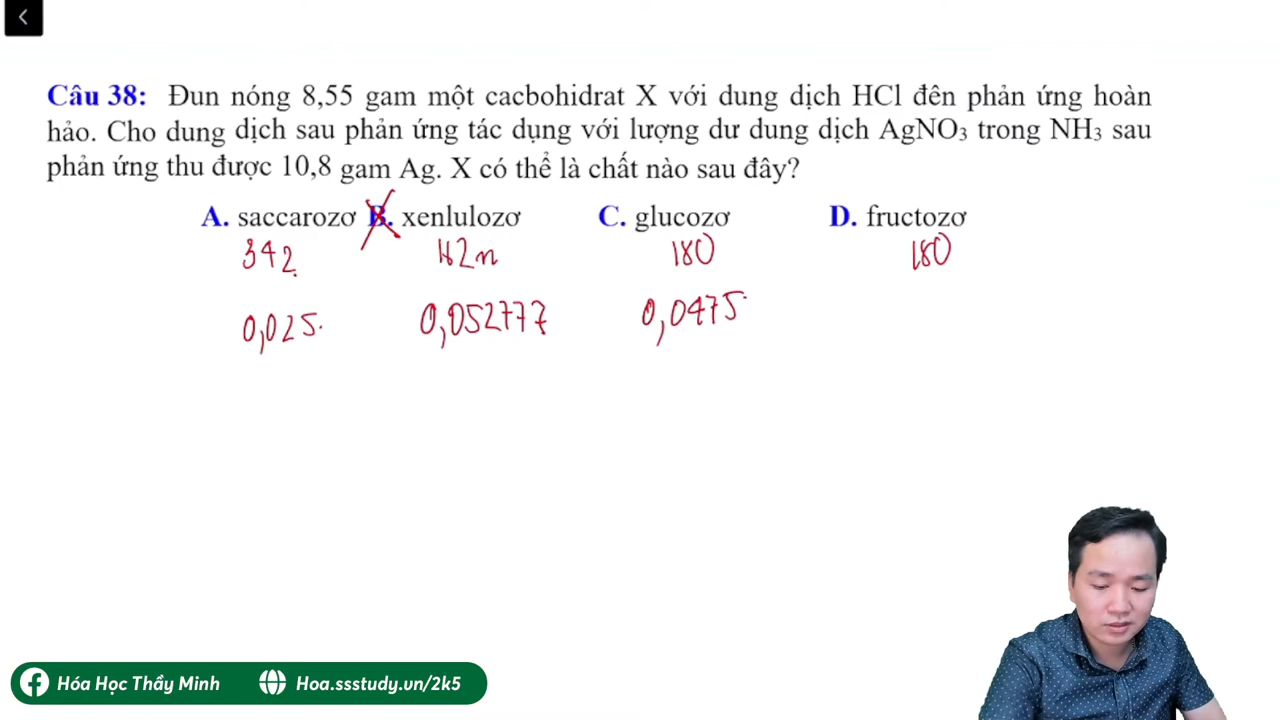 Câu 38: Đun nóng 8,55 gam một cacbohidrat X với dung dịch HCl đên phản ứng hoàn
hảo. Cho dung dịch sau phản ứng tác dụng với lượng dư dung dịch AgNO₃ trong NH₃ sau
phản ứng thu được 10,8 gam Ag. X có thể là chất nào sau đây?
A. saccarozơ B. xenlulozơ C. glucozơ D. fructozơ
342 162n 180 180
0,025 0,052777 0,0475
Hóa Học Thầy Minh Hoa.ssstudy.vn/2k5